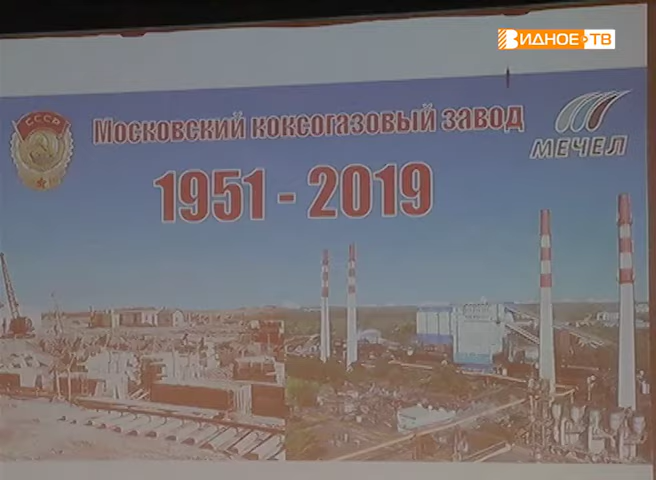 ВИДНОЕ ТВ
СССР
Московский коксогазовый завод
МЕЧЕЛ
1951 - 2019